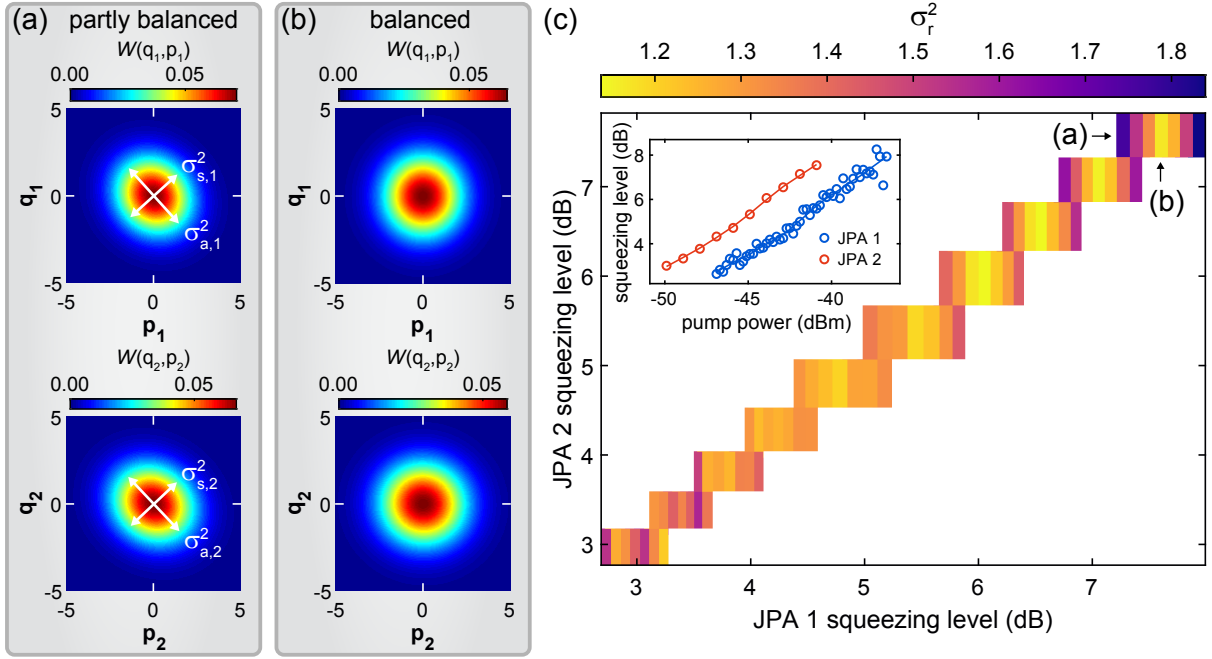 (a) partly balanced
W(q1,p1)
0.00 0.05
5
0
-5
q1
σ²s,1
σ²a,1
-5 0 5
p1
W(q2,p2)
0.00 0.05
5
0
-5
q2
σ²s,2
σ²a,2
-5 0 5
p2
(b) balanced
W(q1,p1)
0.00 0.05
5
0
-5
q1
-5 0 5
p1
W(q2,p2)
0.00 0.05
5
0
-5
q2
-5 0 5
p2
(c)
σ²r
1.2 1.3 1.4 1.5 1.6 1.7 1.8
JPA 2 squeezing level (dB)
7
6
5
4
3
3 4 5 6 7
JPA 1 squeezing level (dB)
(a)
(b)
squeezing level (dB)
8
6
4
JPA 1
JPA 2
-50 -45 -40
pump power (dBm)